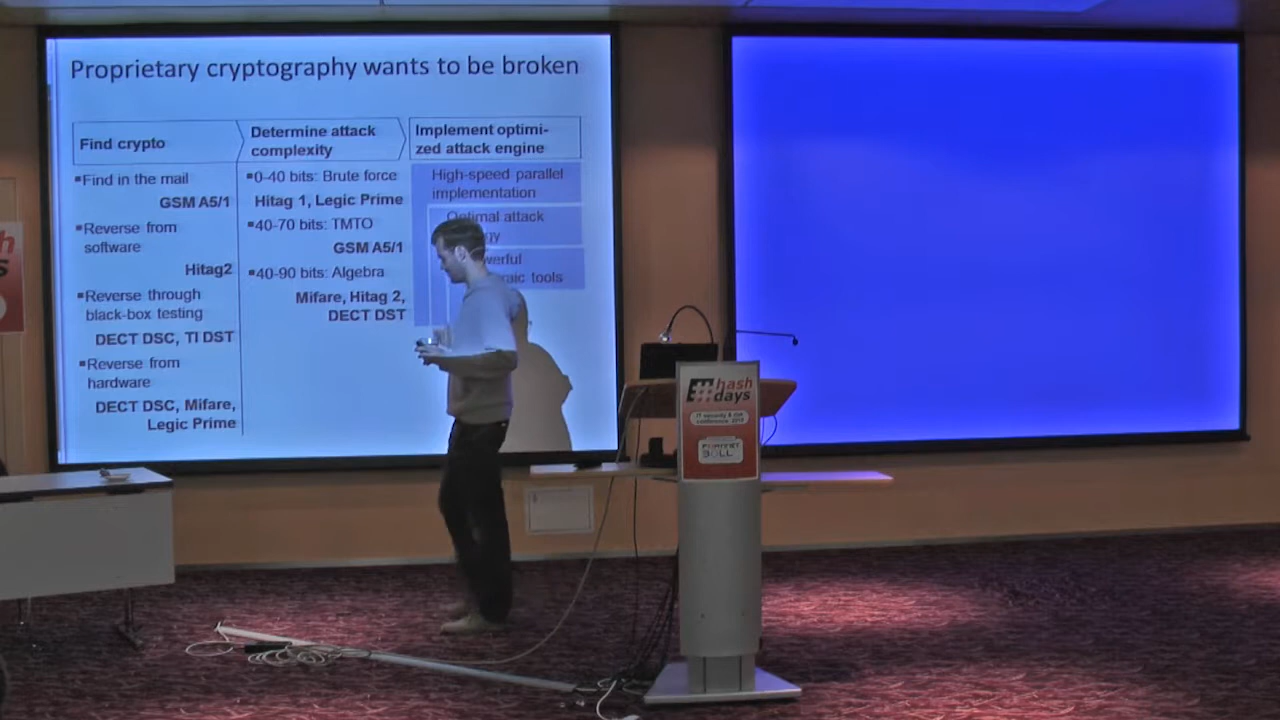 Proprietary cryptography wants to be broken
Find crypto
Determine attack
complexity
Implement optimi-
zed attack engine
▪Find in the mail
GSM A5/1
▪Reverse from
software
Hitag2
▪Reverse through
black-box testing
DECT DSC, TI DST
▪Reverse from
hardware
DECT DSC, Mifare,
Legic Prime
▪0-40 bits: Brute force
Hitag 1, Legic Prime
▪40-70 bits: TMTO
GSM A5/1
▪40-90 bits: Algebra
Mifare, Hitag 2,
DECT DST
High-speed parallel
implementation
Optimal attack
tools
# hash
days